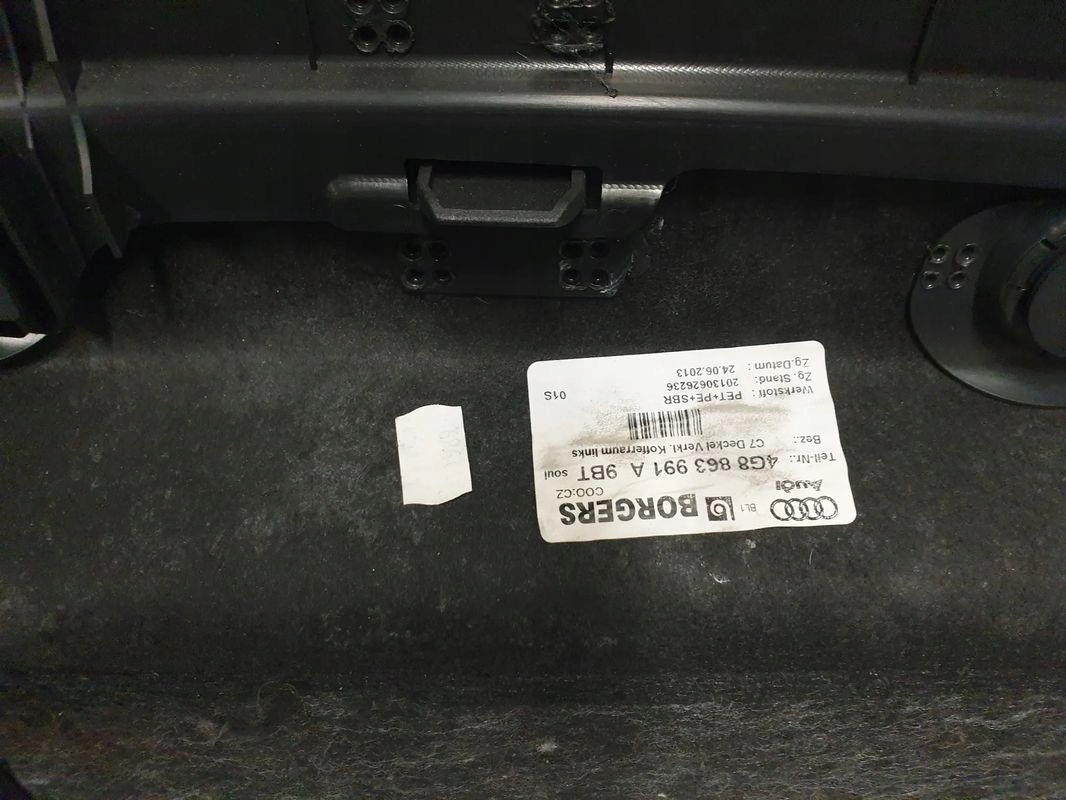 Audi BL1 BORGERS
COO:CZ
Teil-Nr.: 4G8 863 991 A 9BT soul
Bez.: C7 Deckel Verkl. Kofferraum links
Werkstoff : PET+PE+SBR 01S
Zg. Stand: 20130626236
Zg.Datum : 24.06.2013